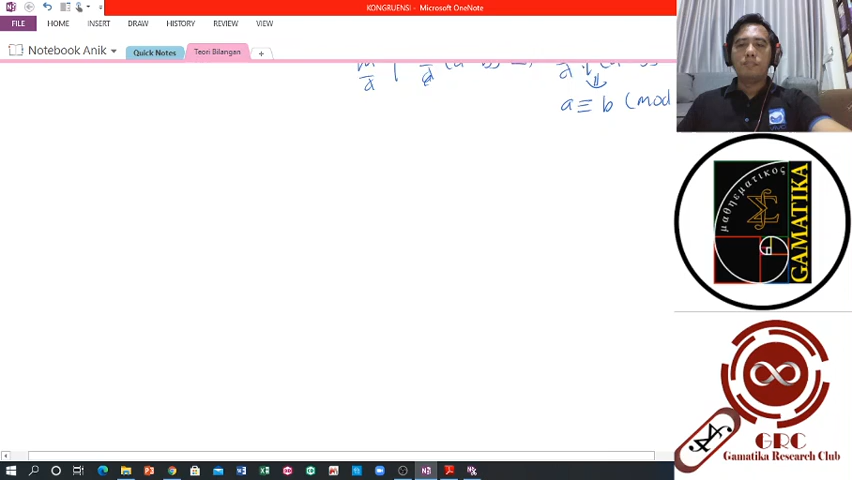 KONGRUENSI - Microsoft OneNote
FILE HOME INSERT DRAW HISTORY REVIEW VIEW
Notebook Anik Quick Notes Teori Bilangan +
a ≡ b (mod
μαθηεματικος
GAMATIKA
GRC
Gamatika Research Club